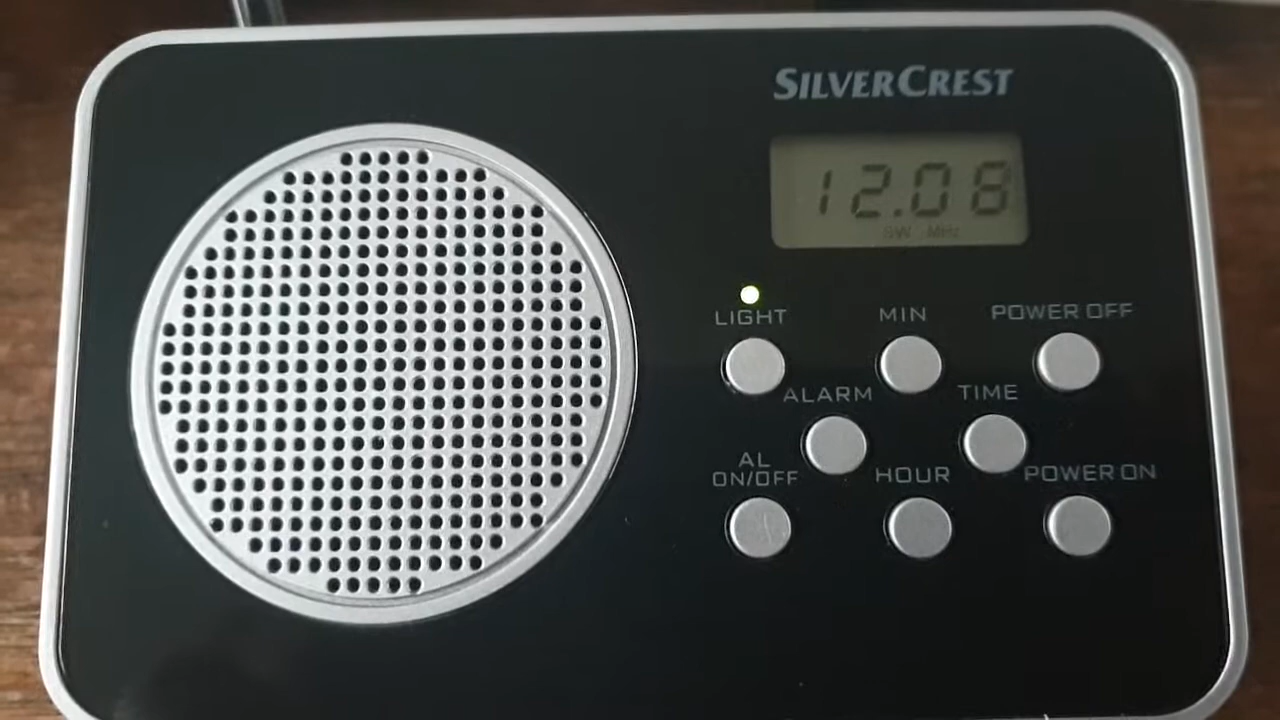 SILVERCREST
12.08
SW MHz
LIGHT
MIN
POWER OFF
ALARM
TIME
AL
ON/OFF
HOUR
POWER ON